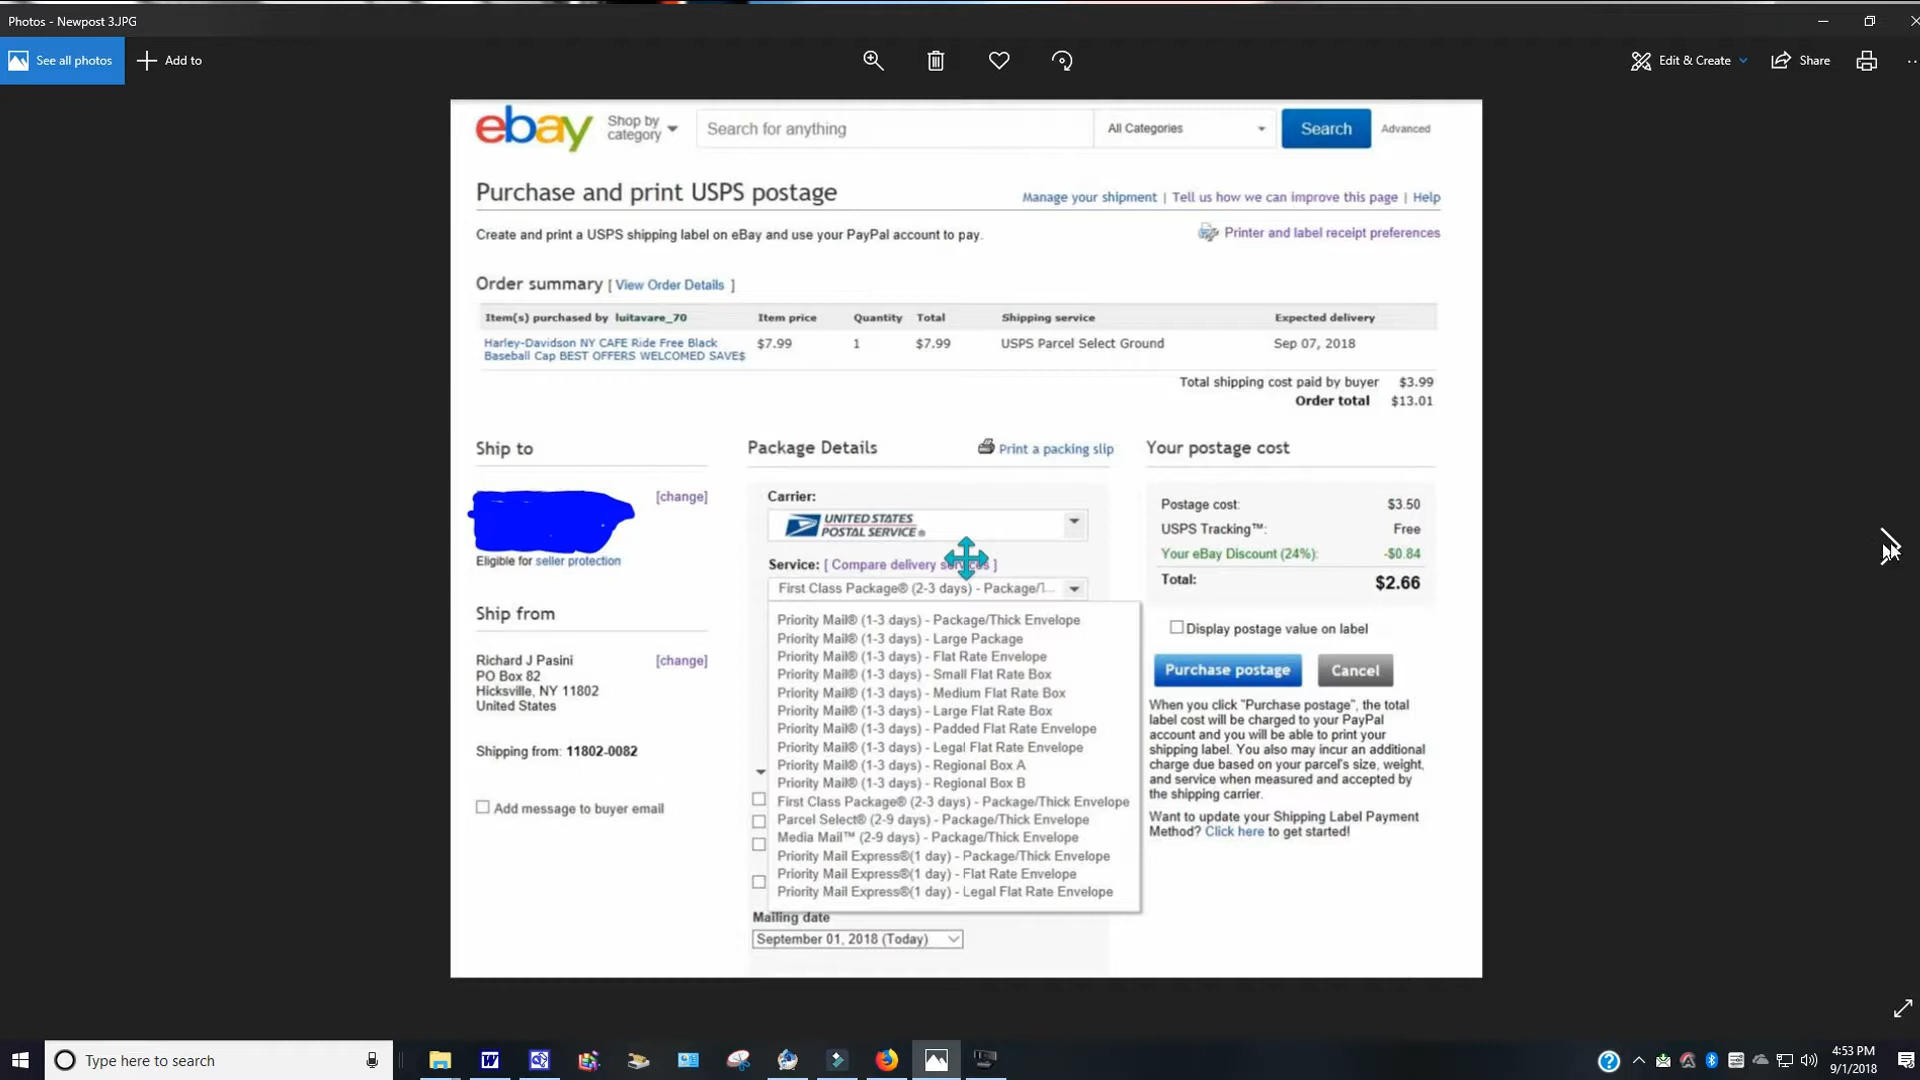 Photos - Newpost 3.JPG
See all photos
Add to
Edit & Create
Share
ebay
Shop by
category
Search for anything
All Categories
Search
Advanced
Purchase and print USPS postage
Manage your shipment | Tell us how we can improve this page | Help
Create and print a USPS shipping label on eBay and use your PayPal account to pay.
Printer and label receipt preferences
Order summary [ View Order Details ]
Item(s) purchased by luitavare_70 Item price Quantity Total Shipping service Expected delivery
Harley-Davidson NY CAFE Ride Free Black $7.99 1 $7.99 USPS Parcel Select Ground Sep 07, 2018
Baseball Cap BEST OFFERS WELCOMED SAVE$
Total shipping cost paid by buyer $3.99
Order total $13.01
Ship to
[change]
Eligible for seller protection
Ship from
Richard J Pasini [change]
PO Box 82
Hicksville, NY 11802
United States
Shipping from: 11802-0082
Add message to buyer email
Package Details
Print a packing slip
Carrier:
UNITED STATES
POSTAL SERVICE®
Service: [ Compare delivery services ]
First Class Package® (2-3 days) - Package/T...
Priority Mail® (1-3 days) - Package/Thick Envelope
Priority Mail® (1-3 days) - Large Package
Priority Mail® (1-3 days) - Flat Rate Envelope
Priority Mail® (1-3 days) - Small Flat Rate Box
Priority Mail® (1-3 days) - Medium Flat Rate Box
Priority Mail® (1-3 days) - Large Flat Rate Box
Priority Mail® (1-3 days) - Padded Flat Rate Envelope
Priority Mail® (1-3 days) - Legal Flat Rate Envelope
Priority Mail® (1-3 days) - Regional Box A
Priority Mail® (1-3 days) - Regional Box B
First Class Package® (2-3 days) - Package/Thick Envelope
Parcel Select® (2-9 days) - Package/Thick Envelope
Media Mail™ (2-9 days) - Package/Thick Envelope
Priority Mail Express®(1 day) - Package/Thick Envelope
Priority Mail Express®(1 day) - Flat Rate Envelope
Priority Mail Express®(1 day) - Legal Flat Rate Envelope
Mailing date
September 01, 2018 (Today)
Your postage cost
Postage cost: $3.50
USPS Tracking™: Free
Your eBay Discount (24%): -$0.84
Total: $2.66
Display postage value on label
Purchase postage
Cancel
When you click "Purchase postage", the total
label cost will be charged to your PayPal
account and you will be able to print your
shipping label. You also may incur an additional
charge due based on your parcel's size, weight,
and service when measured and accepted by
the shipping carrier.
Want to update your Shipping Label Payment
Method? Click here to get started!
Type here to search
4:53 PM
9/1/2018